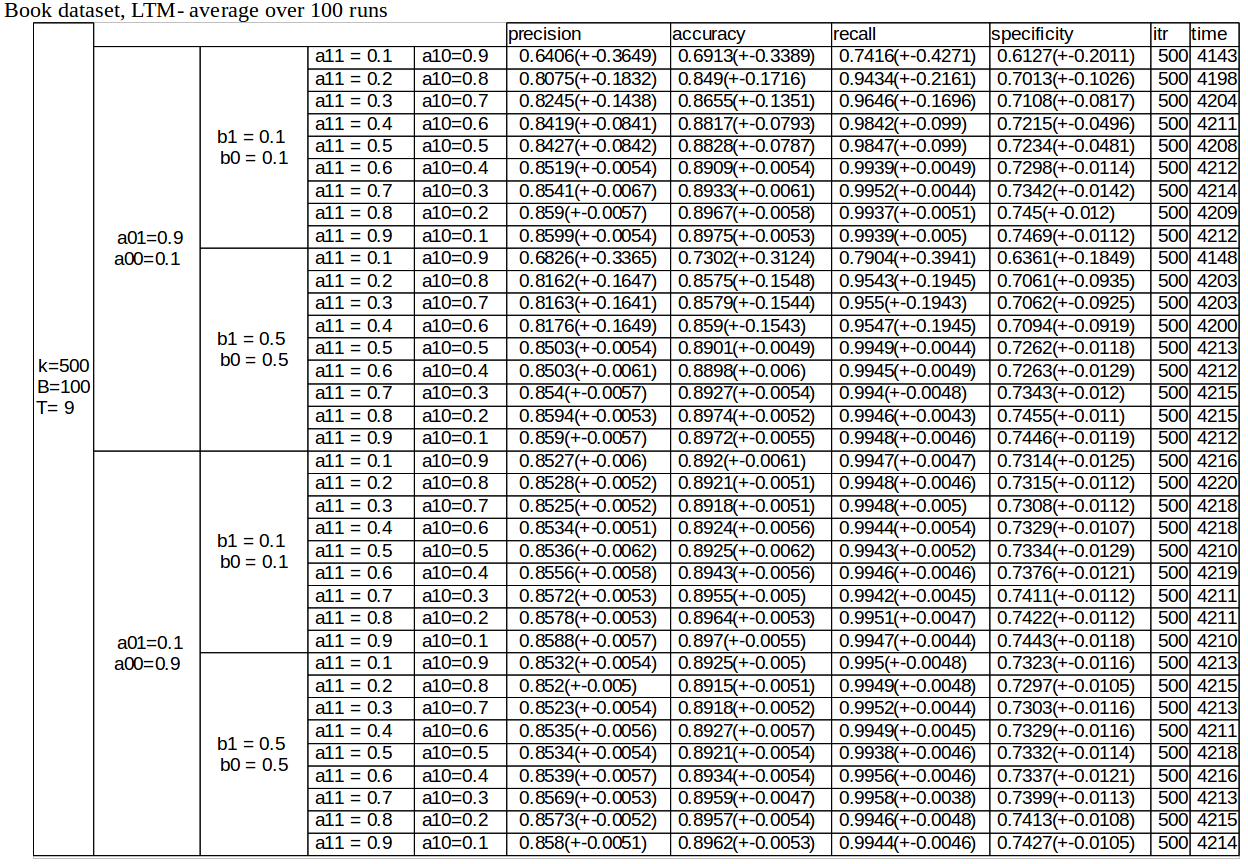 Book dataset, LTM- average over 100 runs
precision accuracy recall specificity itr time
a11 = 0.1 a10=0.9 0.6406(+-0.3649) 0.6913(+-0.3389) 0.7416(+-0.4271) 0.6127(+-0.2011) 500 4143
a11 = 0.2 a10=0.8 0.8075(+-0.1832) 0.849(+-0.1716) 0.9434(+-0.2161) 0.7013(+-0.1026) 500 4198
a11 = 0.3 a10=0.7 0.8245(+-0.1438) 0.8655(+-0.1351) 0.9646(+-0.1696) 0.7108(+-0.0817) 500 4204
a11 = 0.4 a10=0.6 0.8419(+-0.0841) 0.8817(+-0.0793) 0.9842(+-0.099) 0.7215(+-0.0496) 500 4211
b1 = 0.1
a11 = 0.5 a10=0.5 0.8427(+-0.0842) 0.8828(+-0.0787) 0.9847(+-0.099) 0.7234(+-0.0481) 500 4208
b0 = 0.1
a11 = 0.6 a10=0.4 0.8519(+-0.0054) 0.8909(+-0.0054) 0.9939(+-0.0049) 0.7298(+-0.0114) 500 4212
a11 = 0.7 a10=0.3 0.8541(+-0.0067) 0.8933(+-0.0061) 0.9952(+-0.0044) 0.7342(+-0.0142) 500 4214
a11 = 0.8 a10=0.2 0.859(+-0.0057) 0.8967(+-0.0058) 0.9937(+-0.0051) 0.745(+-0.012) 500 4209
a01=0.9
a11 = 0.9 a10=0.1 0.8599(+-0.0054) 0.8975(+-0.0053) 0.9939(+-0.005) 0.7469(+-0.0112) 500 4212
a00=0.1
a11 = 0.1 a10=0.9 0.6826(+-0.3365) 0.7302(+-0.3124) 0.7904(+-0.3941) 0.6361(+-0.1849) 500 4148
a11 = 0.2 a10=0.8 0.8162(+-0.1647) 0.8575(+-0.1548) 0.9543(+-0.1945) 0.7061(+-0.0935) 500 4203
a11 = 0.3 a10=0.7 0.8163(+-0.1641) 0.8579(+-0.1544) 0.955(+-0.1943) 0.7062(+-0.0925) 500 4203
a11 = 0.4 a10=0.6 0.8176(+-0.1649) 0.859(+-0.1543) 0.9547(+-0.1945) 0.7094(+-0.0919) 500 4200
b1 = 0.5
a11 = 0.5 a10=0.5 0.8503(+-0.0054) 0.8901(+-0.0049) 0.9949(+-0.0044) 0.7262(+-0.0118) 500 4213
b0 = 0.5
k=500
a11 = 0.6 a10=0.4 0.8503(+-0.0061) 0.8898(+-0.006) 0.9945(+-0.0049) 0.7263(+-0.0129) 500 4212
B=100
a11 = 0.7 a10=0.3 0.854(+-0.0057) 0.8927(+-0.0054) 0.994(+-0.0048) 0.7343(+-0.012) 500 4215
T= 9
a11 = 0.8 a10=0.2 0.8594(+-0.0053) 0.8974(+-0.0052) 0.9946(+-0.0043) 0.7455(+-0.011) 500 4215
a11 = 0.9 a10=0.1 0.859(+-0.0057) 0.8972(+-0.0055) 0.9948(+-0.0046) 0.7446(+-0.0119) 500 4212
a11 = 0.1 a10=0.9 0.8527(+-0.006) 0.892(+-0.0061) 0.9947(+-0.0047) 0.7314(+-0.0125) 500 4216
a11 = 0.2 a10=0.8 0.8528(+-0.0052) 0.8921(+-0.0051) 0.9948(+-0.0046) 0.7315(+-0.0112) 500 4220
a11 = 0.3 a10=0.7 0.8525(+-0.0052) 0.8918(+-0.0051) 0.9948(+-0.005) 0.7308(+-0.0112) 500 4218
a11 = 0.4 a10=0.6 0.8534(+-0.0051) 0.8924(+-0.0056) 0.9944(+-0.0054) 0.7329(+-0.0107) 500 4218
b1 = 0.1
a11 = 0.5 a10=0.5 0.8536(+-0.0062) 0.8925(+-0.0062) 0.9943(+-0.0052) 0.7334(+-0.0129) 500 4210
b0 = 0.1
a11 = 0.6 a10=0.4 0.8556(+-0.0058) 0.8943(+-0.0056) 0.9946(+-0.0046) 0.7376(+-0.0121) 500 4219
a11 = 0.7 a10=0.3 0.8572(+-0.0053) 0.8955(+-0.005) 0.9942(+-0.0045) 0.7411(+-0.0112) 500 4211
a11 = 0.8 a10=0.2 0.8578(+-0.0053) 0.8964(+-0.0053) 0.9951(+-0.0047) 0.7422(+-0.0112) 500 4211
a01=0.1
a11 = 0.9 a10=0.1 0.8588(+-0.0057) 0.897(+-0.0055) 0.9947(+-0.0044) 0.7443(+-0.0118) 500 4210
a00=0.9
a11 = 0.1 a10=0.9 0.8532(+-0.0054) 0.8925(+-0.005) 0.995(+-0.0048) 0.7323(+-0.0116) 500 4213
a11 = 0.2 a10=0.8 0.852(+-0.005) 0.8915(+-0.0051) 0.9949(+-0.0048) 0.7297(+-0.0105) 500 4215
a11 = 0.3 a10=0.7 0.8523(+-0.0054) 0.8918(+-0.0052) 0.9952(+-0.0044) 0.7303(+-0.0116) 500 4213
a11 = 0.4 a10=0.6 0.8535(+-0.0056) 0.8927(+-0.0057) 0.9949(+-0.0045) 0.7329(+-0.0116) 500 4211
b1 = 0.5
a11 = 0.5 a10=0.5 0.8534(+-0.0054) 0.8921(+-0.0054) 0.9938(+-0.0046) 0.7332(+-0.0114) 500 4218
b0 = 0.5
a11 = 0.6 a10=0.4 0.8539(+-0.0057) 0.8934(+-0.0054) 0.9956(+-0.0046) 0.7337(+-0.0121) 500 4216
a11 = 0.7 a10=0.3 0.8569(+-0.0053) 0.8959(+-0.0047) 0.9958(+-0.0038) 0.7399(+-0.0113) 500 4213
a11 = 0.8 a10=0.2 0.8573(+-0.0052) 0.8957(+-0.0054) 0.9946(+-0.0048) 0.7413(+-0.0108) 500 4215
a11 = 0.9 a10=0.1 0.858(+-0.0051) 0.8962(+-0.0053) 0.9944(+-0.0046) 0.7427(+-0.0105) 500 4214